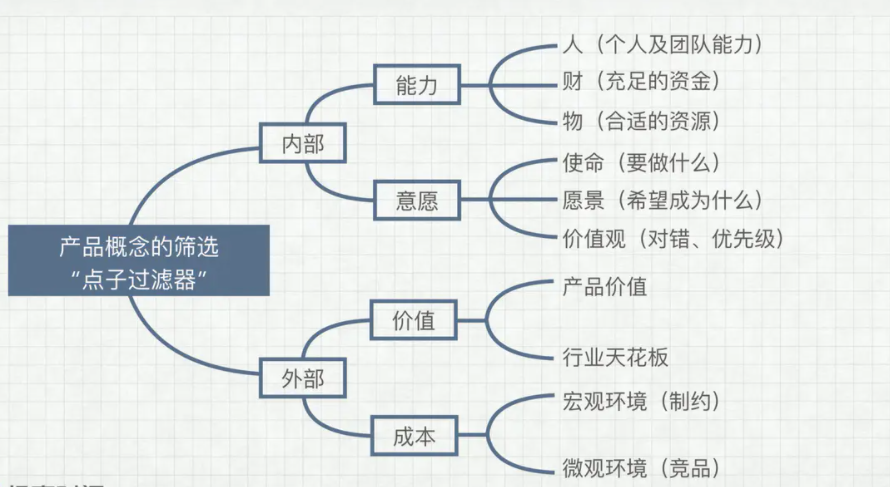 产品概念的筛选
“点子过滤器”
内部
能力
人（个人及团队能力）
财（充足的资金）
物（合适的资源）
意愿
使命（要做什么）
愿景（希望成为什么）
价值观（对错、优先级）
外部
价值
产品价值
行业天花板
成本
宏观环境（制约）
微观环境（竞品）